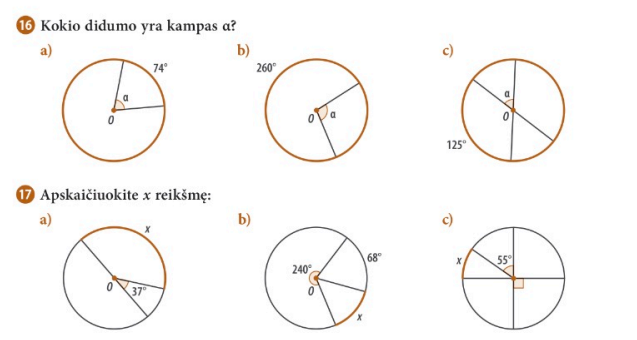 16 Kokio didumo yra kampas α?
a)
b)
c)
74°
α
O
260°
O
α
α
O
125°
17 Apskaičiuokite x reikšmę:
a)
b)
c)
x
O
37°
240°
68°
O
x
x
55°